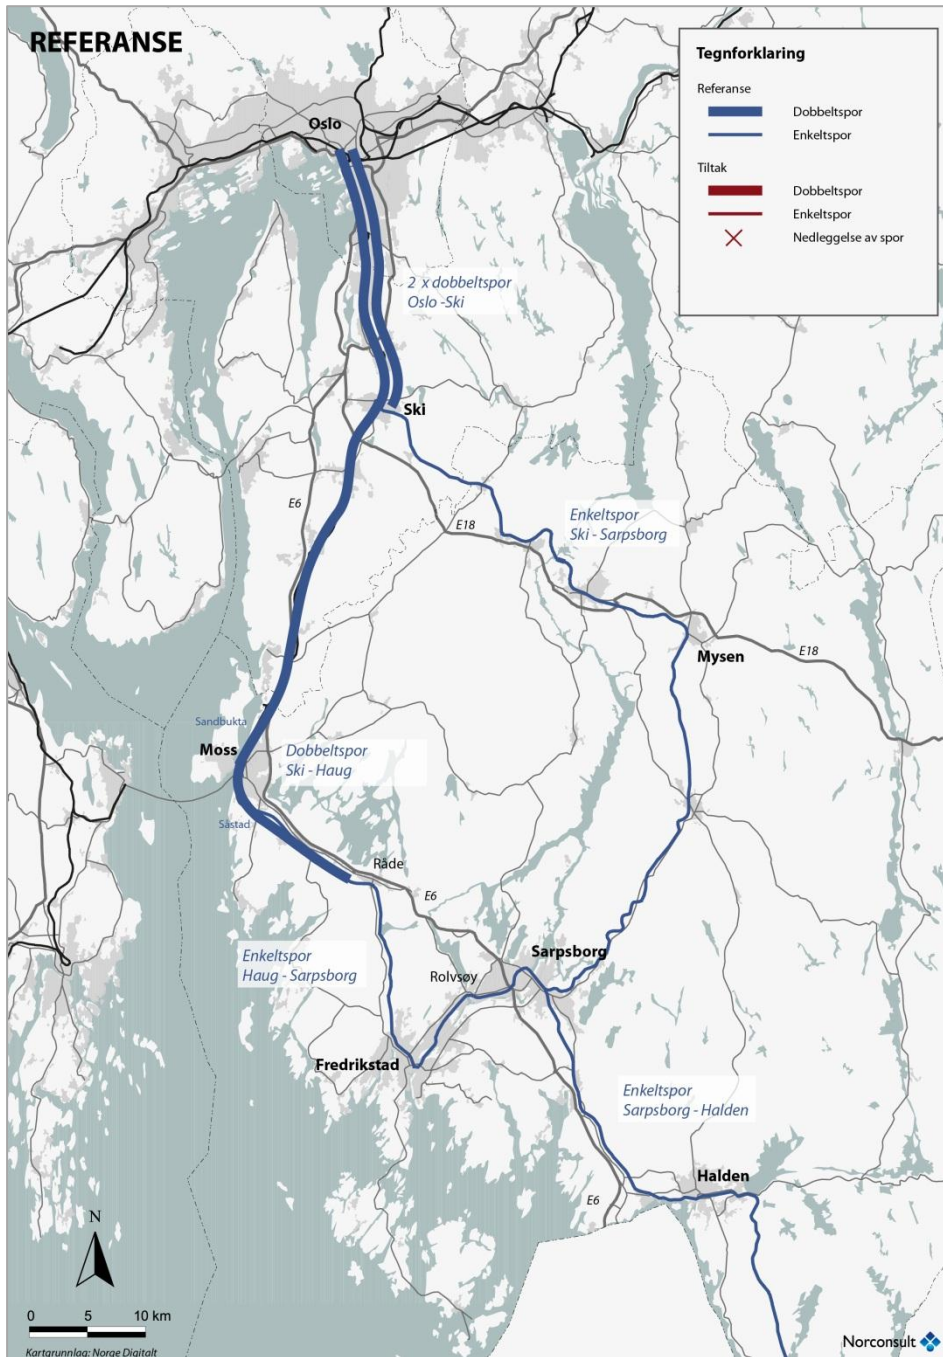 REFERANSE
Tegnforklaring
Referanse
Dobbeltspor
Enkeltspor
Tiltak
Dobbeltspor
Enkeltspor
Nedleggelse av spor
Oslo
2 x dobbeltspor
Oslo -Ski
Ski
E6
E18
Enkeltspor
Ski - Sarpsborg
Mysen
E18
Sandbukta
Moss
Dobbeltspor
Ski - Haug
Såstad
Råde
E6
Enkeltspor
Haug - Sarpsborg
Sarpsborg
Rolvsøy
Fredrikstad
Enkeltspor
Sarpsborg - Halden
Halden
E6
N
0 5 10 km
Kartgrunnlag: Norge Digitalt
Norconsult